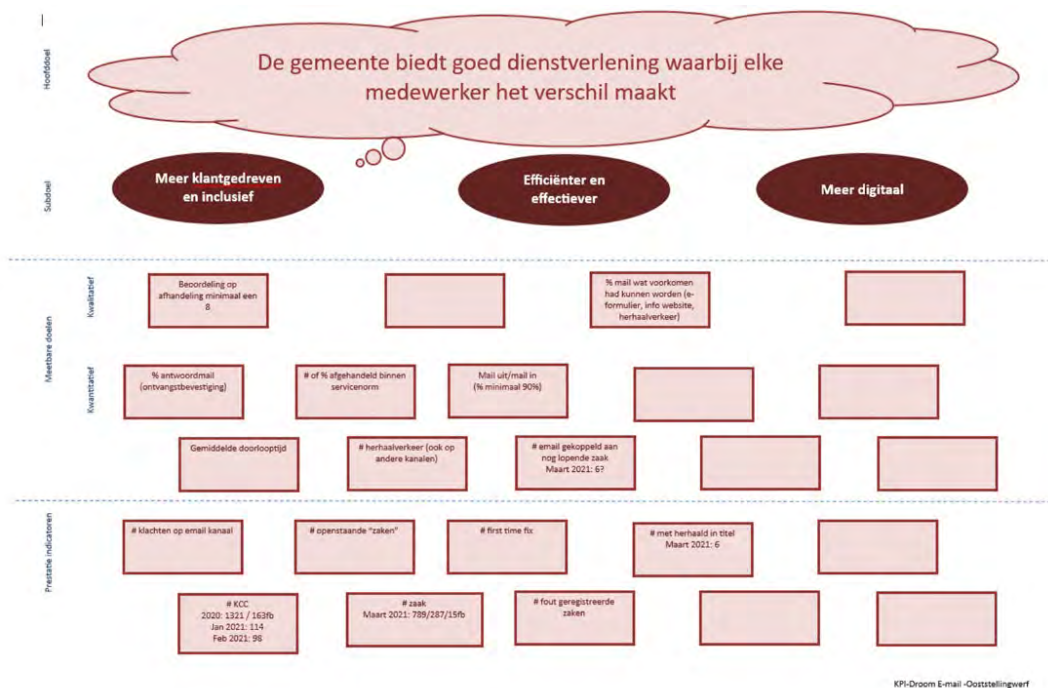 Hoofddoel
De gemeente biedt goed dienstverlening waarbij elke
medewerker het verschil maakt
Subdoel
Meer klantgedreven
en inclusief
Efficiënter en
effectiever
Meer digitaal
Meetbare doelen
Kwalitatief
Beoordeling op
afhandeling minimaal een
8
% mail wat voorkomen
had kunnen worden (e-
formulier, info website,
herhaalverkeer)
Kwantitatief
% antwoordmail
(ontvangstbevestiging)
# of % afgehandeld binnen
servicenorm
Mail uit/mail in
(% minimaal 90%)
Gemiddelde doorlooptijd
# herhaalverkeer (ook op
andere kanalen)
# email gekoppeld aan
nog lopende zaak
Maart 2021: 6?
Prestatie indicatoren
# klachten op email kanaal
# openstaande "zaken"
# first time fix
# met herhaald in titel
Maart 2021: 6
# KCC
2020: 1321 / 163fb
Jan 2021: 114
Feb 2021: 98
# zaak
Maart 2021: 789/287/15fb
# fout geregistreerde
zaken
KPI-Droom E-mail -Ooststellingwerf